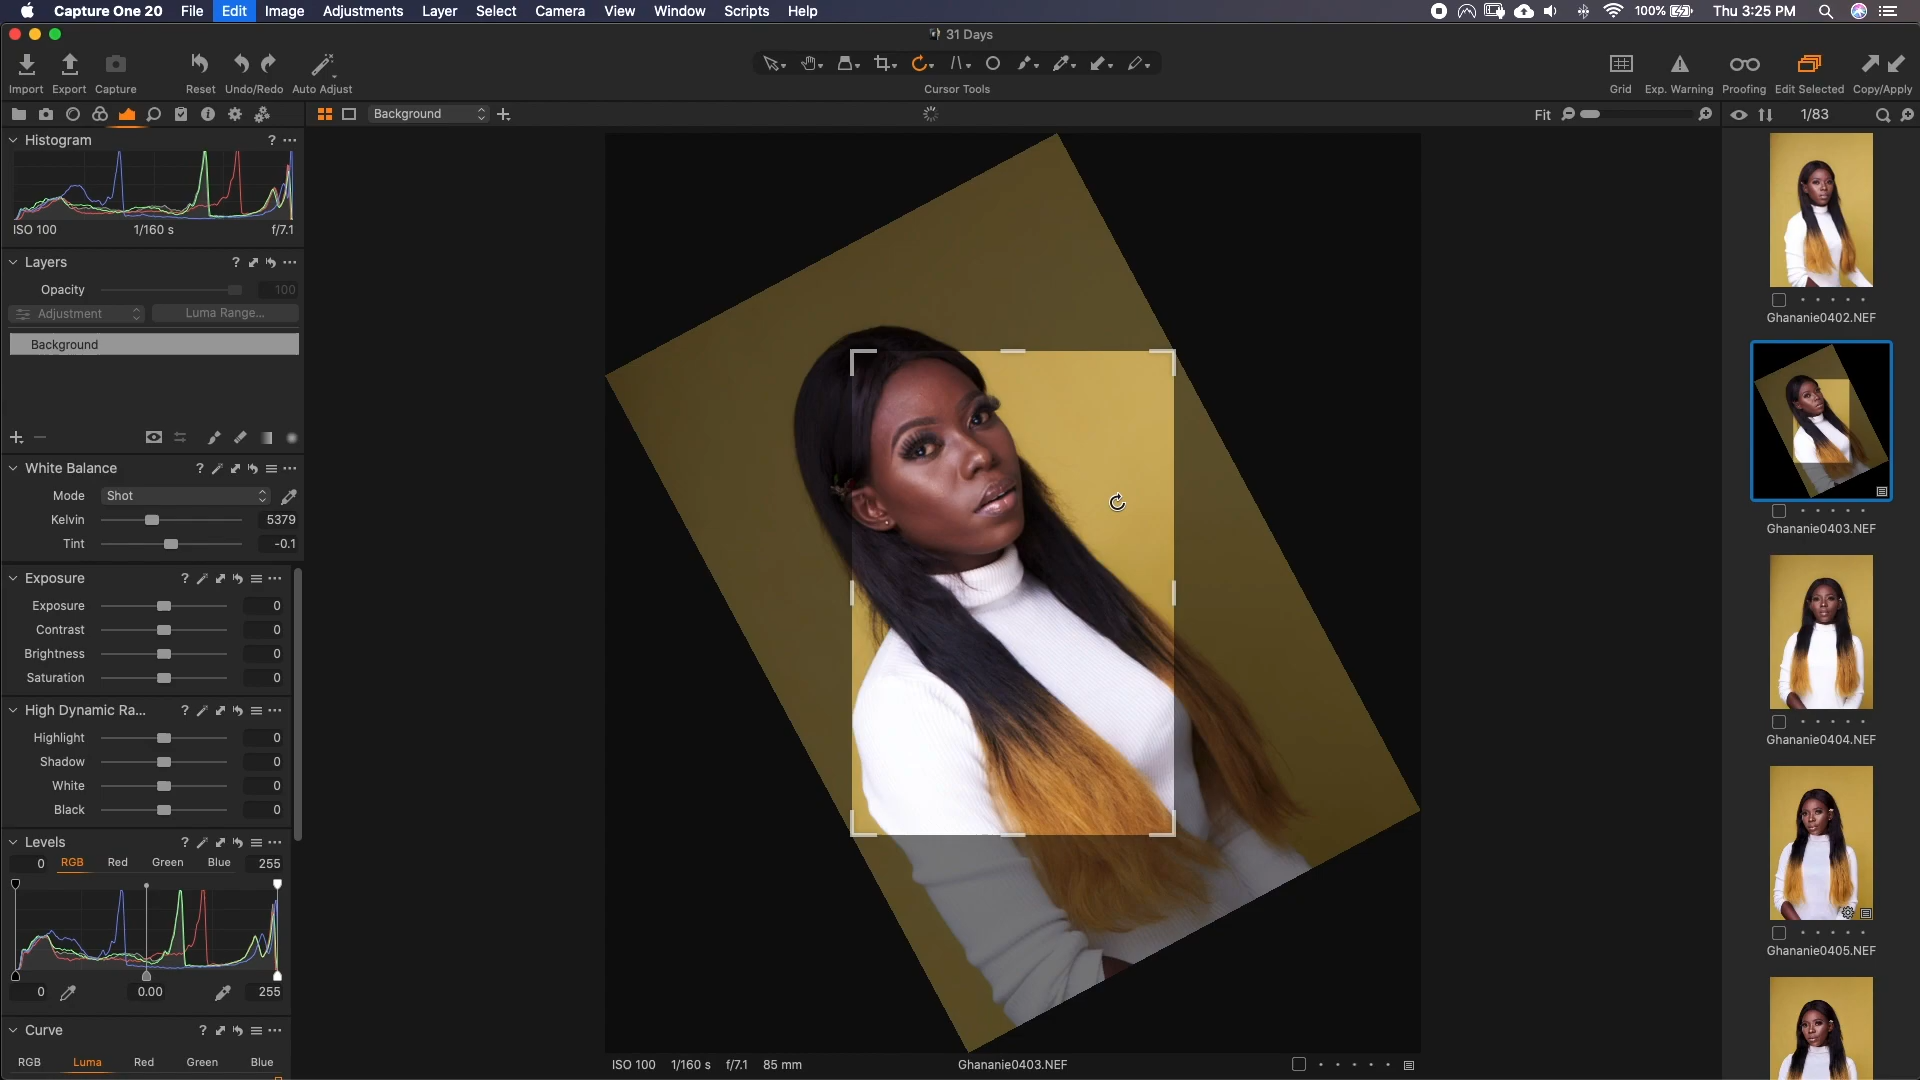 Capture One 20 File Edit Image Adjustments Layer Select Camera View Window Scripts Help 100% Thu 3:25 PM
31 Days
Import Export Capture Reset Undo/Redo Auto Adjust Cursor Tools Grid Exp. Warning Proofing Edit Selected Copy/Apply
Background Fit 1/83
Histogram ?
ISO 100 1/160 s f/7.1
Layers ?
Opacity 100
Adjustment Luma Range...
Background
White Balance ?
Mode Shot
Kelvin 5379
Tint -0.1
Exposure ?
Exposure 0
Contrast 0
Brightness 0
Saturation 0
High Dynamic Ra... ?
Highlight 0
Shadow 0
White 0
Black 0
Levels ?
0 RGB Red Green Blue 255
0 0.00 255
Curve ?
RGB Luma Red Green Blue
ISO 100 1/160 s f/7.1 85 mm Ghananie0403.NEF
Ghananie0402.NEF
Ghananie0403.NEF
Ghananie0404.NEF
Ghananie0405.NEF